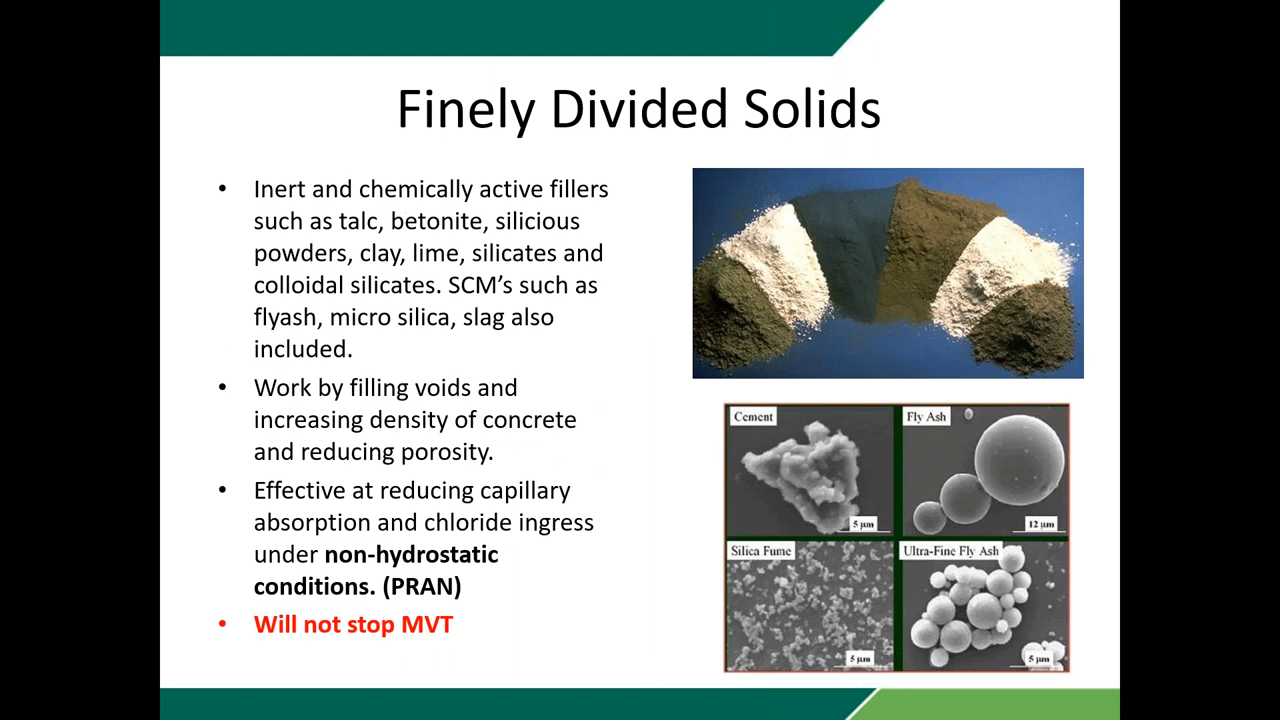 Finely Divided Solids
• Inert and chemically active fillers
such as talc, betonite, silicious
powders, clay, lime, silicates and
colloidal silicates. SCM’s such as
flyash, micro silica, slag also
included.
• Work by filling voids and
increasing density of concrete
and reducing porosity.
• Effective at reducing capillary
absorption and chloride ingress
under non-hydrostatic
conditions. (PRAN)
• Will not stop MVT
Cement
5 µm
Fly Ash
12 µm
Silica Fume
5 µm
Ultra-Fine Fly Ash
5 µm